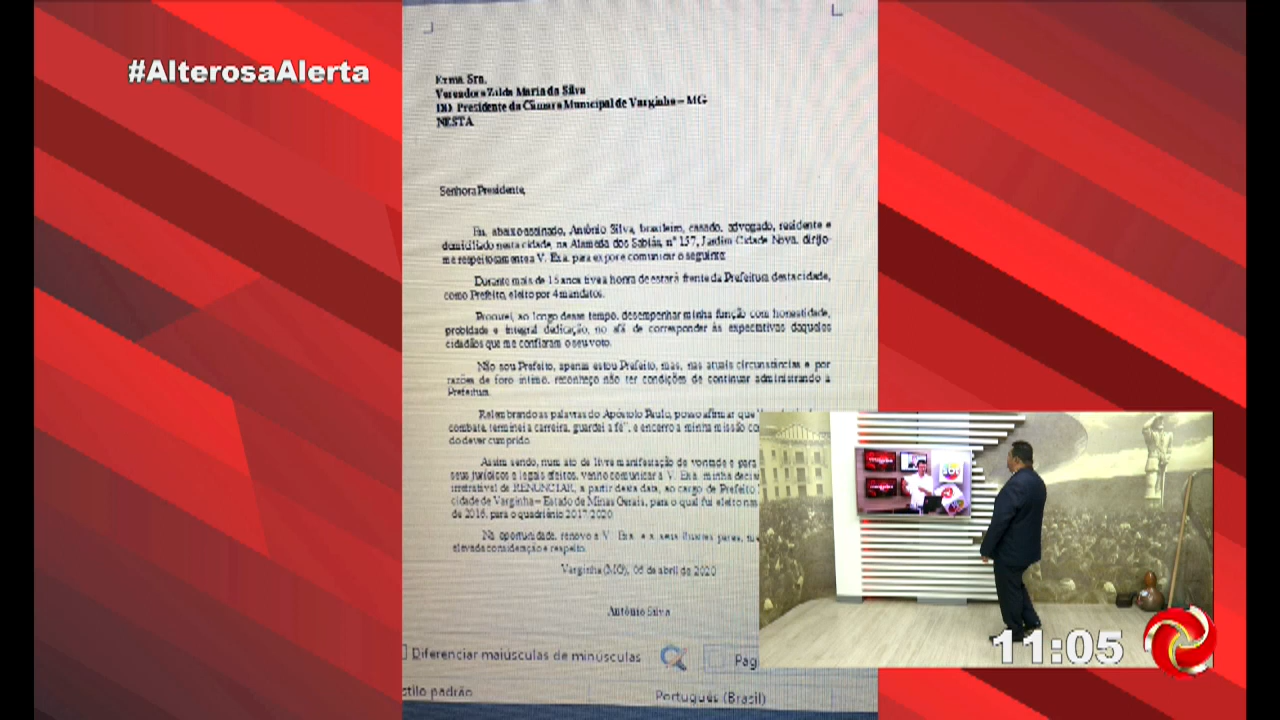 #AlterosaAlerta
Exma. Sra.
Vereadora Zilda Maria da Silva
DD. Presidente da Câmara Municipal de Varginha – MG
NESTA
Senhora Presidente,
Eu, abaixo assinado, Antônio Silva, brasileiro, casado, advogado, residente e
domiciliado nesta cidade, na Alameda dos Sabiás, nº 157, Jardim Cidade Nova, dirijo-
me respeitosamente a V. Exa. para expor e comunicar o seguinte:
Durante mais de 15 anos tive a honra de estar à frente da Prefeitura desta cidade,
como Prefeito, eleito por 4 mandatos.
Procurei, ao longo desse tempo, desempenhar minha função com honestidade,
probidade e integral dedicação, no afã de corresponder às expectativas daqueles
cidadãos que me confiaram o seu voto.
Não sou Prefeito, apenas estou Prefeito, mas, nas atuais circunstâncias e por
razões de foro íntimo, reconheço não ter condições de continuar administrando a
Prefeitura.
Relembrando as palavras do Apóstolo Paulo, posso afirmar que
combate, terminei a carreira, guardei a fé", e encerro a minha missão
do dever cumprido.
Assim sendo, num ato de livre manifestação de vontade e para
seus jurídicos e legais efeitos, venho comunicar a V. Exa. minha
irretratável de RENUNCIAR, a partir desta data, ao cargo de Prefeito
cidade de Varginha – Estado de Minas Gerais, para o qual fui eleito
de 2016, para o quadriênio 2017/2020.
Na oportunidade, renovo a V. Exa. e a seus ilustres pares,
elevada consideração e respeito.
Varginha (MG), 06 de abril de 2020
Antônio Silva
Diferenciar maiúsculas de minúsculas
Pag
stilo padrão
Português (Brasil)
11:05